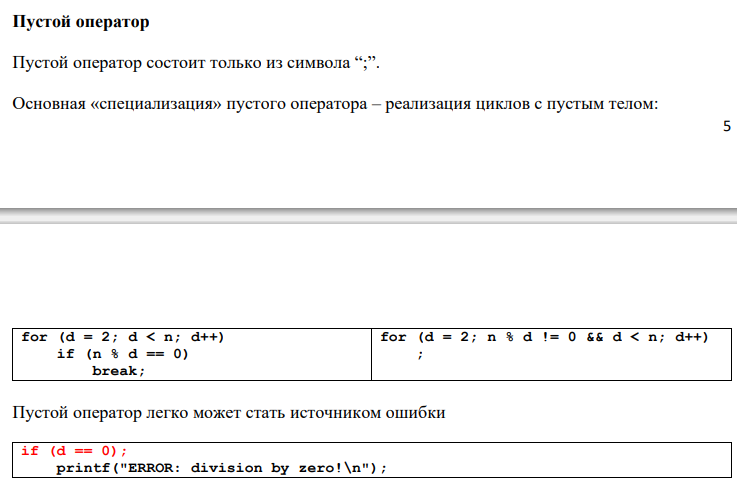 Пустой оператор
Пустой оператор состоит только из символа “;”.
Основная «специализация» пустого оператора – реализация циклов с пустым телом:
5
for (d = 2; d < n; d++)
    if (n % d == 0)
        break;
for (d = 2; n % d != 0 && d < n; d++)
    ;
Пустой оператор легко может стать источником ошибки
if (d == 0);
    printf("ERROR: division by zero!\n");